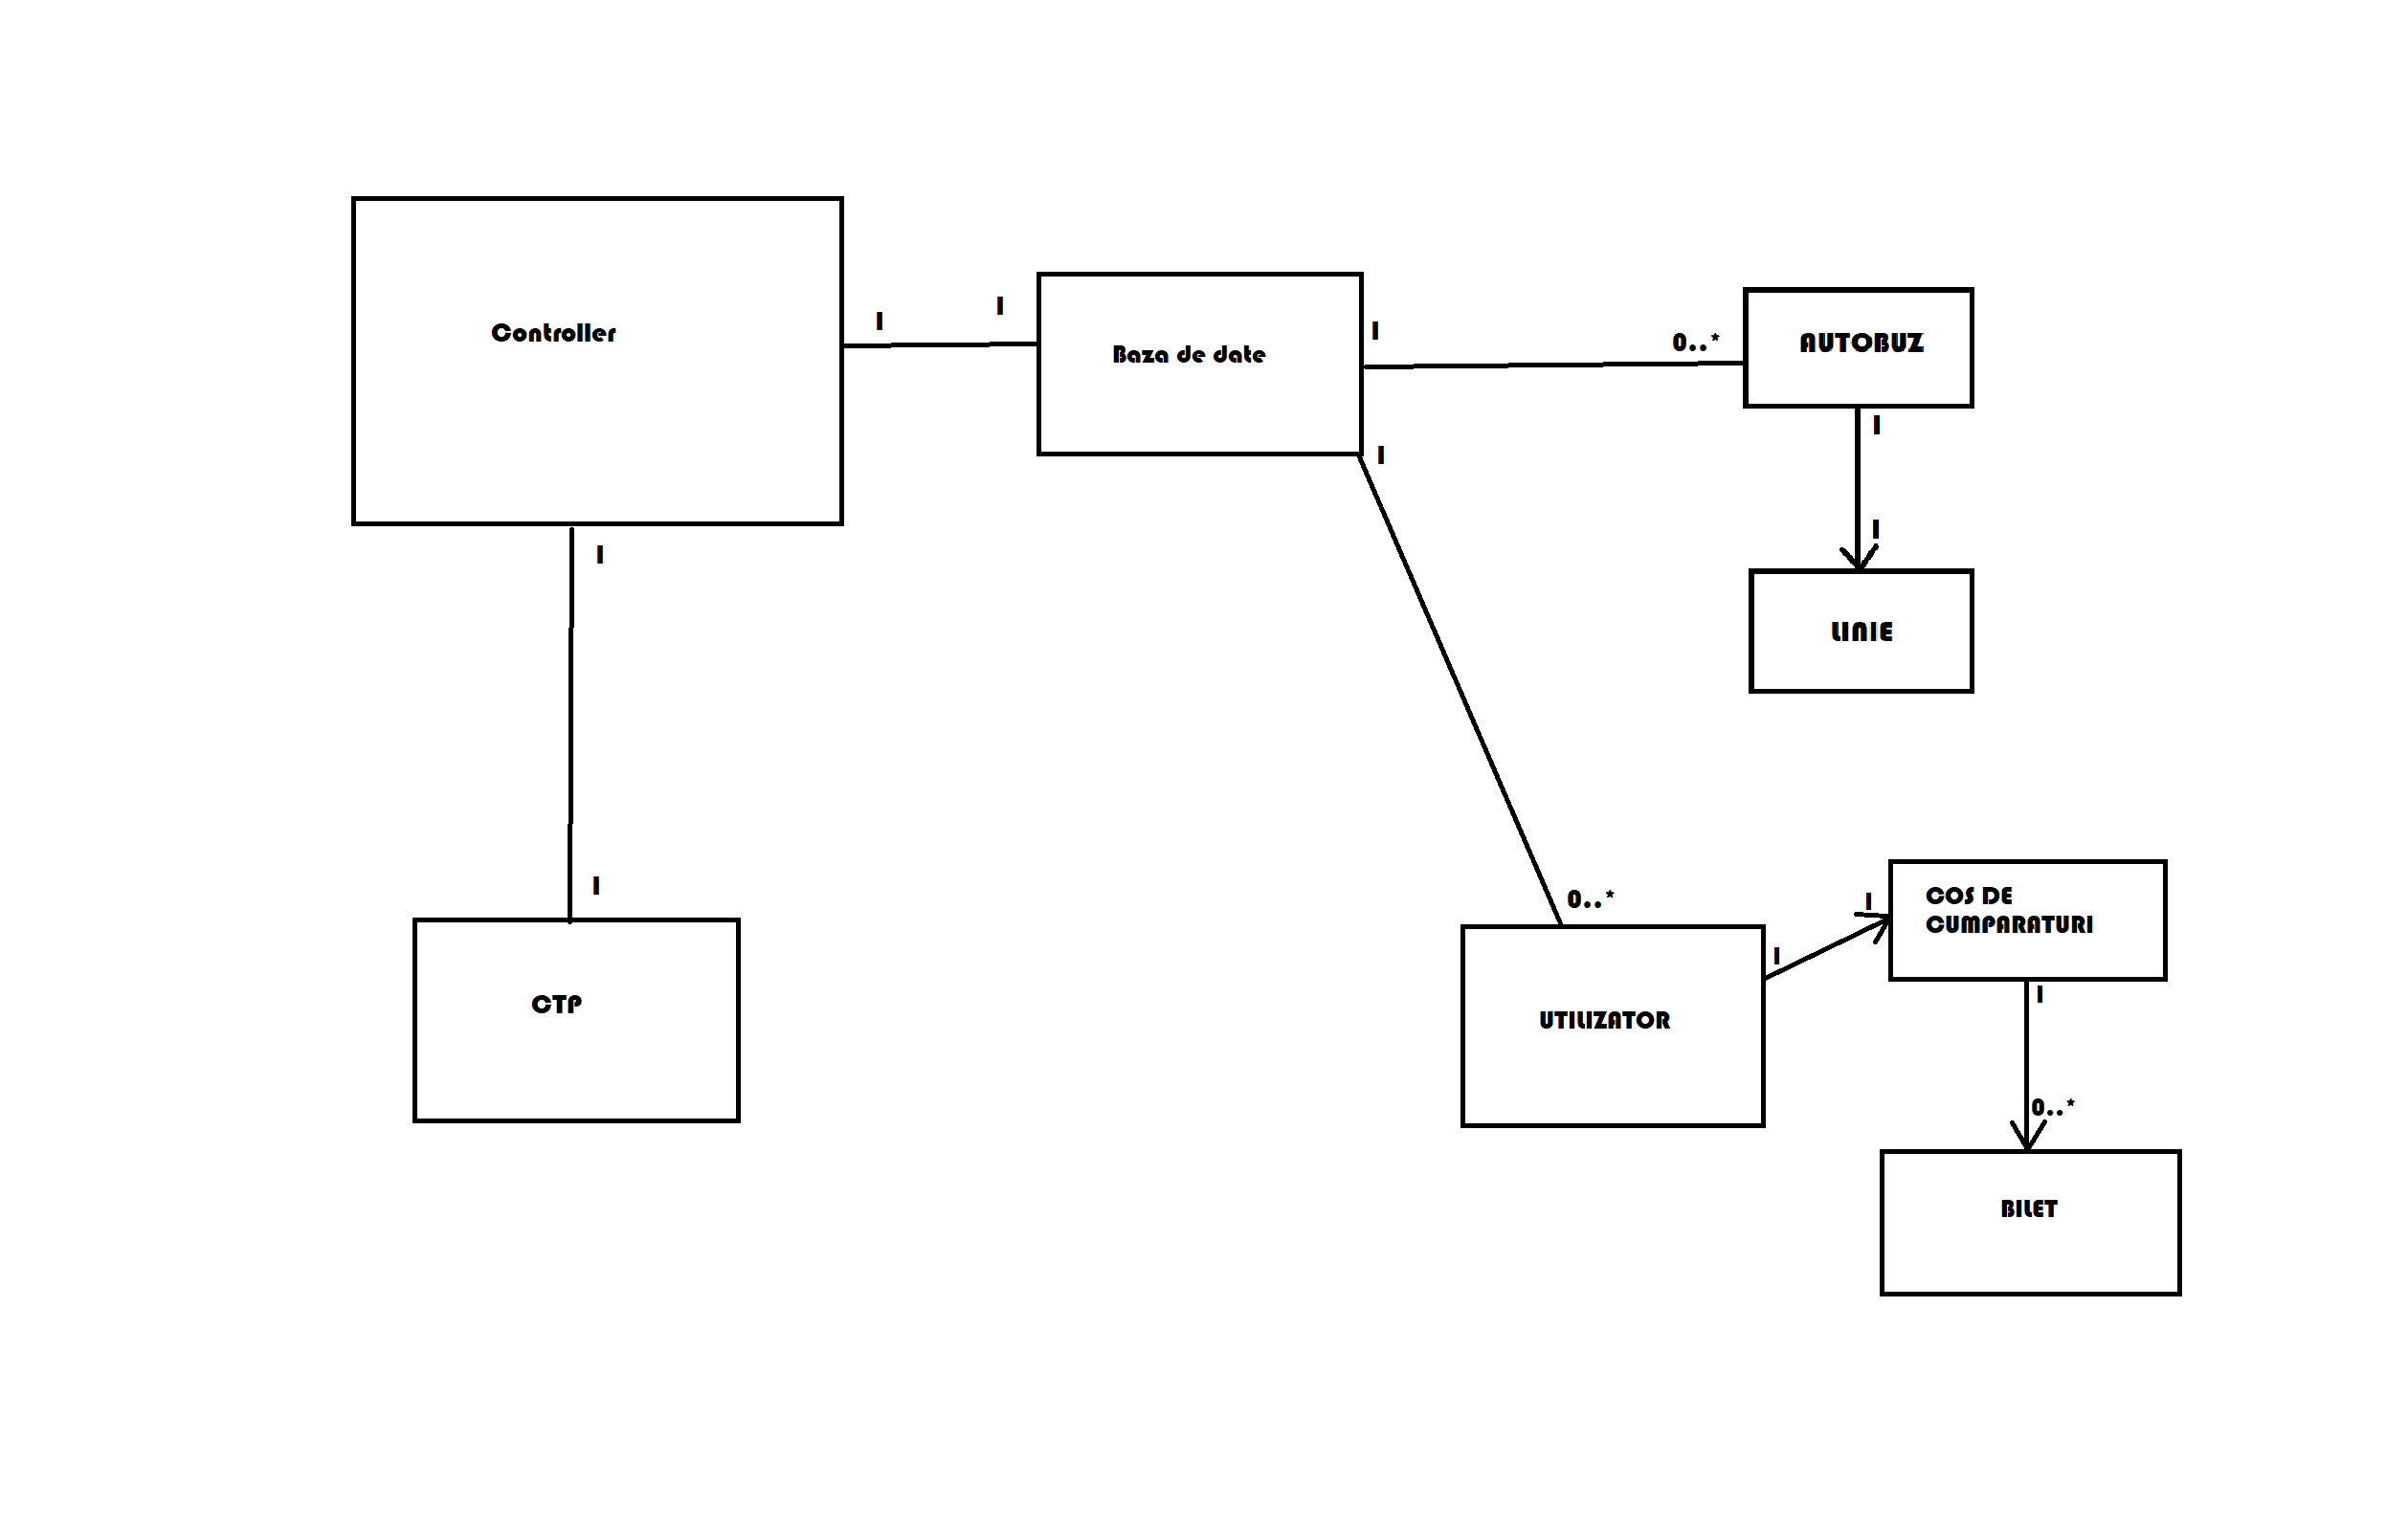 Controller
1
1
Baza de date
1
0..*
AUTOBUZ
1
1
1
LINIE
1
1
CTP
1
0..*
UTILIZATOR
1
1
COS DE
CUMPARATURI
1
0..*
BILET